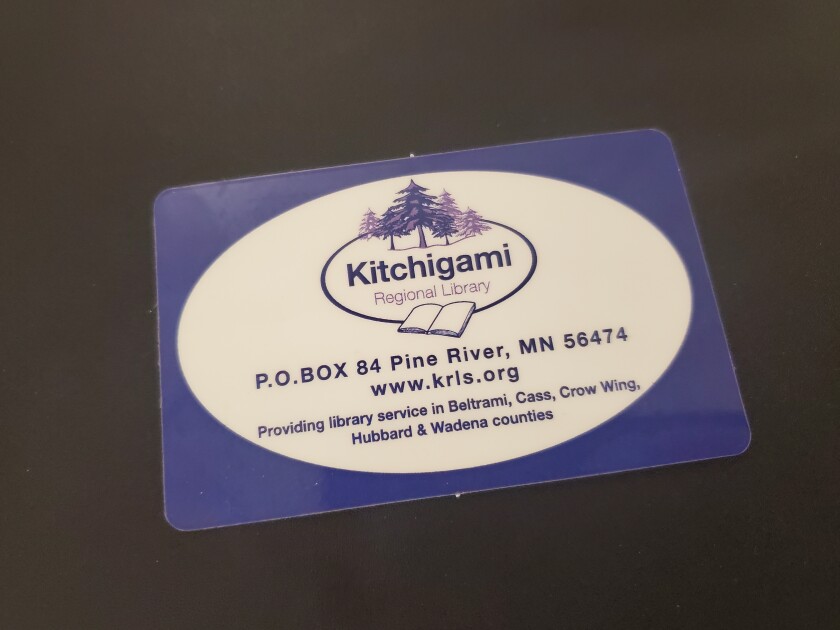 Kitchigami
Regional Library
P.O.BOX 84 Pine River, MN 56474
www.krls.org
Providing library service in Beltrami, Cass, Crow Wing,
Hubbard & Wadena counties